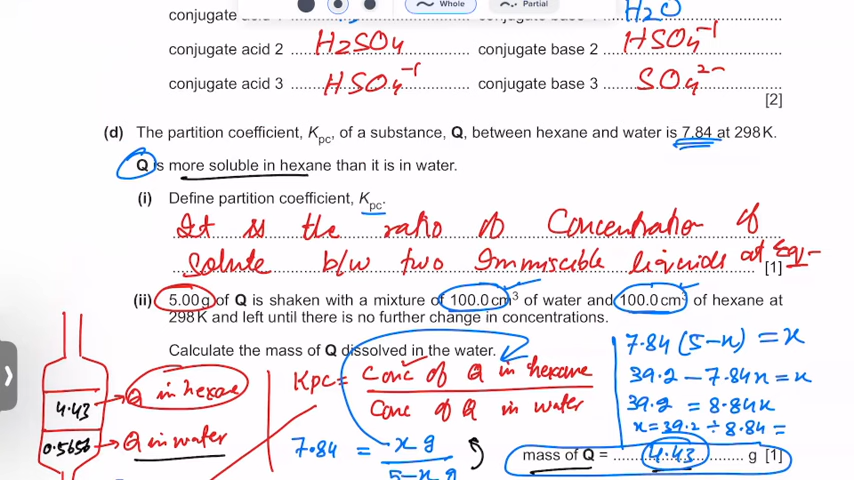 Whole
Partial
conjugate acid
H2O
conjugate acid 2 H2SO4 conjugate base 2 HSO4⁻¹
conjugate acid 3 HSO4⁻¹ conjugate base 3 SO4²⁻
[2]
(d) The partition coefficient, Kpc, of a substance, Q, between hexane and water is 7.84 at 298K.
Q is more soluble in hexane than it is in water.
(i) Define partition coefficient, Kpc.
It is the ratio of Concentration of
Solute b/w two Immiscible liquids at Eq- [1]
(ii) 5.00g of Q is shaken with a mixture of 100.0cm³ of water and 100.0cm³ of hexane at
298K and left until there is no further change in concentrations.
Calculate the mass of Q dissolved in the water.
Kpc = Conc of Q in hexane
Conc of Q in water
7.84 = x g
5-x g
4.43 Q in hexane
0.5656 Q in water
7.84 (5-x) = x
39.2 - 7.84x = x
39.2 = 8.84x
x = 39.2 ÷ 8.84 =
mass of Q = 4.43 g [1]